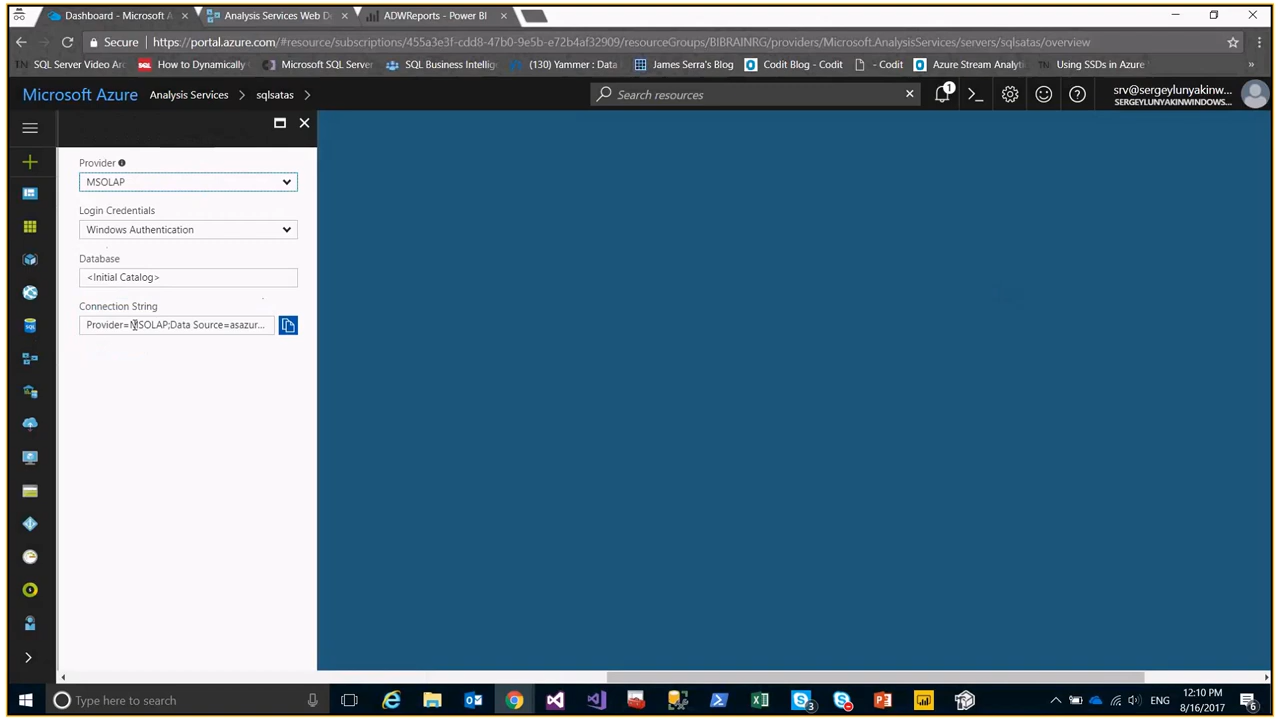 Dashboard - Microsoft A
Analysis Services Web D
ADWReports - Power BI
Secure
https://portal.azure.com/#resource/subscriptions/455a3e3f-cdd8-47b0-9e5b-e72b4af32909/resourceGroups/BIBRAINRG/providers/Microsoft.AnalysisServices/servers/sqlsatas/overview
SQL Server Video Ar
How to Dynamically
Microsoft SQL Server
SQL Business Intellig
(130) Yammer : Data
James Serra's Blog
Codit Blog - Codit
- Codit
Azure Stream Analyti
Using SSDs in Azure
Microsoft Azure
Analysis Services
sqlsatas
Search resources
1
srv@sergeylunyakinw...
SERGEYLUNYAKINWINDOWS...
Provider
MSOLAP
Login Credentials
Windows Authentication
Database
<Initial Catalog>
Connection String
Provider=MSOLAP;Data Source=asazur...
Type here to search
3
ENG
12:10 PM
8/16/2017
6